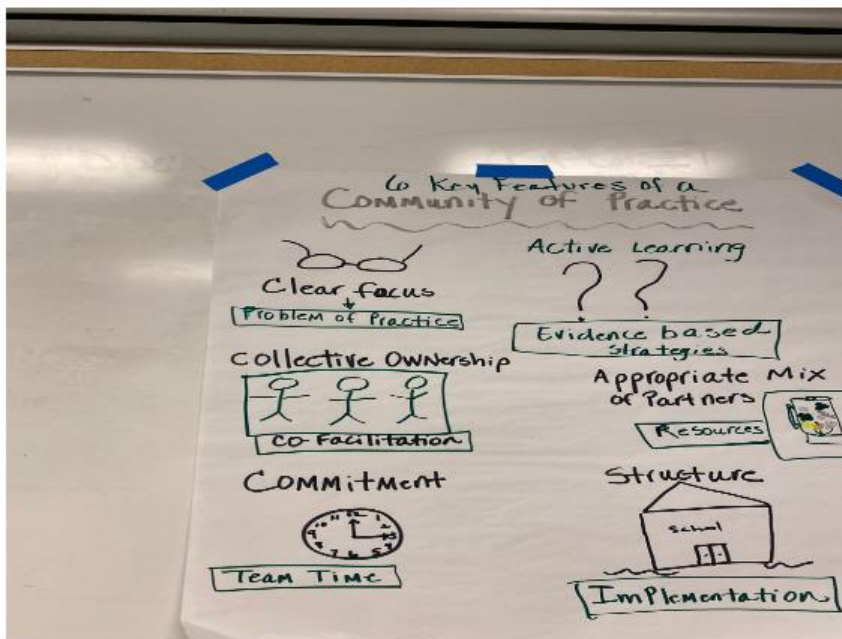 6 Key Features of a
Community of Practice
Clear focus
Problem of Practice
Active Learning
? ?
Evidence based
Strategies
Collective Ownership
Co Facilitation
Appropriate Mix
of Partners
Resources
Commitment
Team Time
Structure
School
Implementation